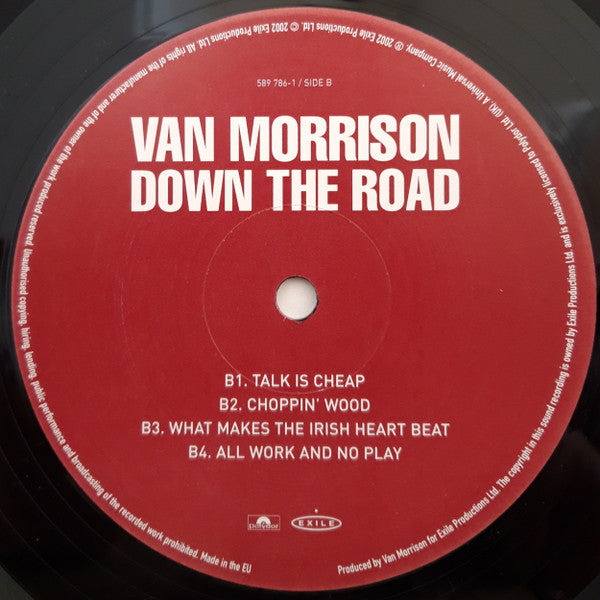 589 786-1 / SIDE B
VAN MORRISON
DOWN THE ROAD
B1. TALK IS CHEAP
B2. CHOPPIN' WOOD
B3. WHAT MAKES THE IRISH HEART BEAT
B4. ALL WORK AND NO PLAY
Polydor
EXILE
Produced by Van Morrison for Exile Productions Ltd. The copyright in this sound recording is owned by Exile Productions Ltd. and is exclusively licensed to Polydor Ltd. (UK). A Universal Music Company. ℗ 2002 Exile Productions Ltd. © 2002 Exile Productions Ltd. All rights of the manufacturer and of the owner of the work produced reserved. Unauthorised copying, hiring, lending, public performance and broadcasting of the recorded work prohibited. Made in the EU